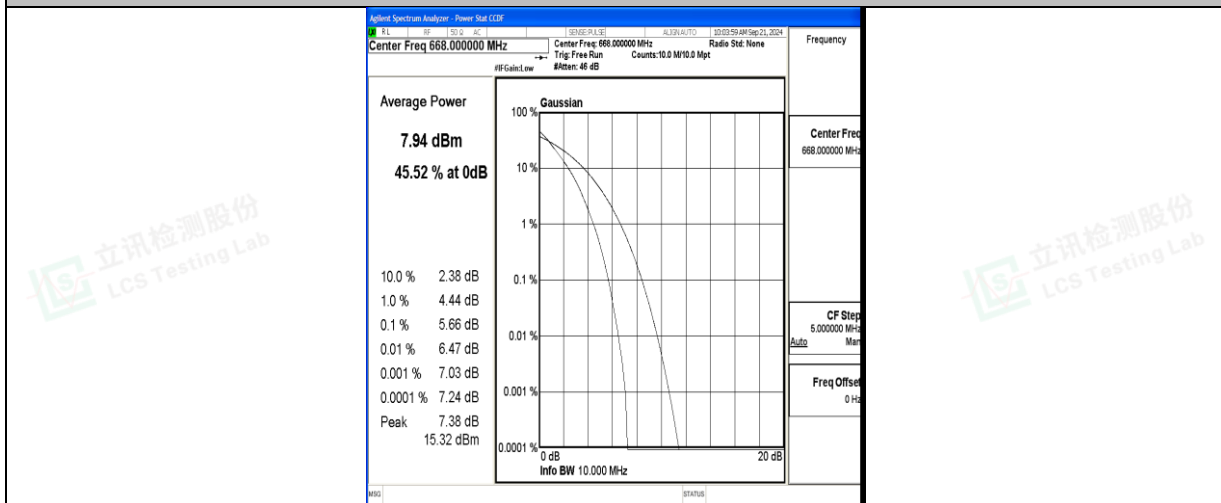 Agilent Spectrum Analyzer - Power Stat CCDF
RL RF 50 Ω AC SENSE:PULSE ALIGN AUTO 10:03:59 AM Sep 21, 2024
Center Freq 668.000000 MHz
Center Freq: 668.000000 MHz Radio Std: None
Trig: Free Run Counts:10.0 M/10.0 Mpt
#IFGain:Low #Atten: 46 dB
Frequency
Average Power
7.94 dBm
45.52 % at 0dB
10.0 % 2.38 dB
1.0 % 4.44 dB
0.1 % 5.66 dB
0.01 % 6.47 dB
0.001 % 7.03 dB
0.0001 % 7.24 dB
Peak 7.38 dB
15.32 dBm
Gaussian
100 %
10 %
1 %
0.1 %
0.01 %
0.001 %
0.0001 %
0 dB 20 dB
Info BW 10.000 MHz
Center Freq
668.000000 MHz
CF Step
5.000000 MHz
Auto Man
Freq Offset
0 Hz
MSG STATUS
立讯检测股份
LCS Testing Lab
立讯检测股份
LCS Testing Lab